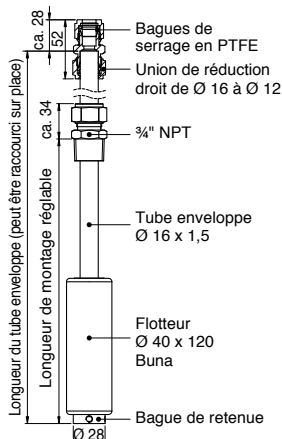 ca. 28
52
Bagues de
serrage en PTFE
Union de réduction
droit de Ø 16 à Ø 12
ca. 34
¾" NPT
Longueur du tube enveloppe (peut être raccourci sur place)
Longueur de montage réglable
Tube enveloppe
Ø 16 x 1,5
Flotteur
Ø 40 x 120
Buna
Bague de retenue
Ø 28